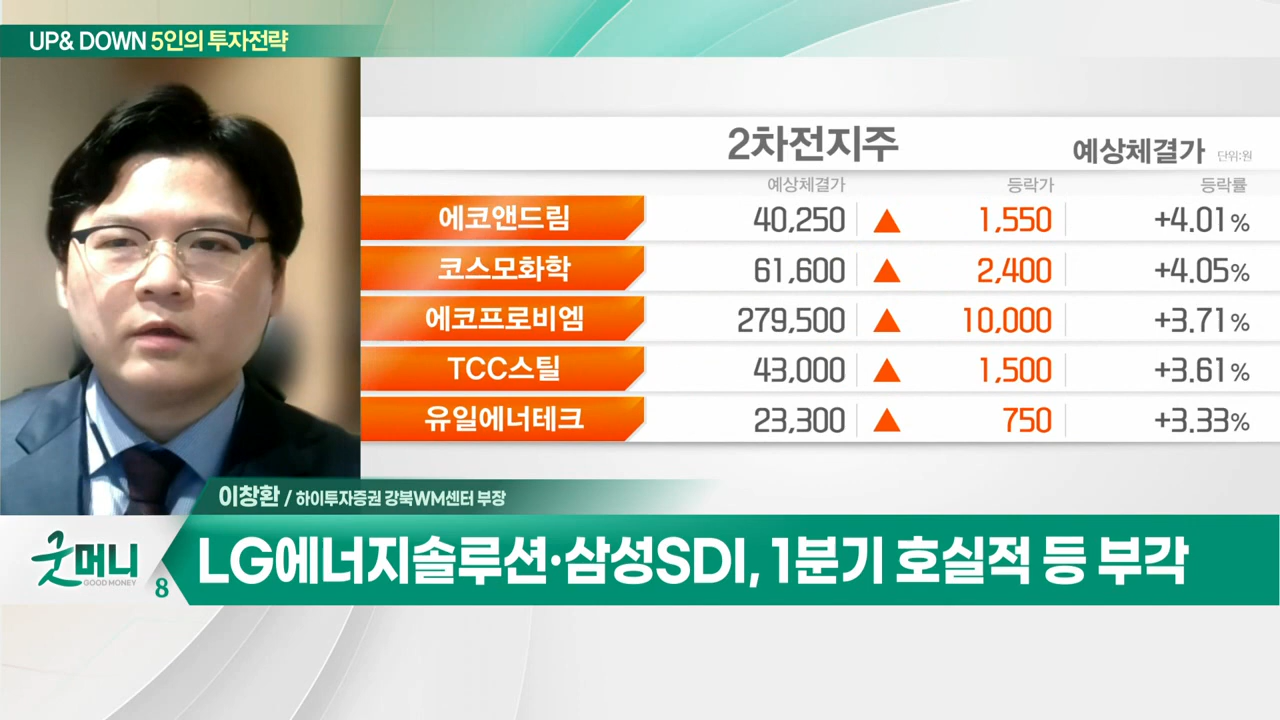 UP& DOWN 5인의 투자전략
2차전지주 예상체결가 단위:원
예상체결가 등락가 등락률
에코앤드림 40,250 ▲ 1,550 +4.01%
코스모화학 61,600 ▲ 2,400 +4.05%
에코프로비엠 279,500 ▲ 10,000 +3.71%
TCC스틸 43,000 ▲ 1,500 +3.61%
유일에너테크 23,300 ▲ 750 +3.33%
이창환 / 하이투자증권 강북WM센터 부장
굿머니 GOOD MONEY 8
LG에너지솔루션·삼성SDI, 1분기 호실적 등 부각